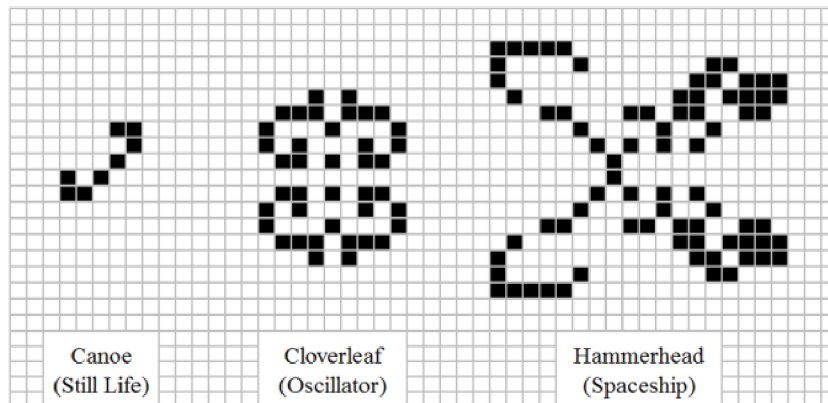 Canoe
(Still Life)
Cloverleaf
(Oscillator)
Hammerhead
(Spaceship)